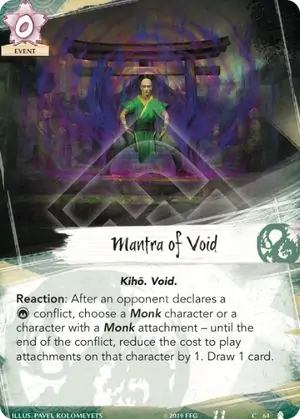 0
EVENT
Mantra of Void
Kihō. Void.
Reaction: After an opponent declares a
conflict, choose a Monk character or a
character with a Monk attachment – until the
end of the conflict, reduce the cost to play
attachments on that character by 1. Draw 1 card.
ILLUS. PAVEL KOLOMEYETS
© 2019 FFG
C 64